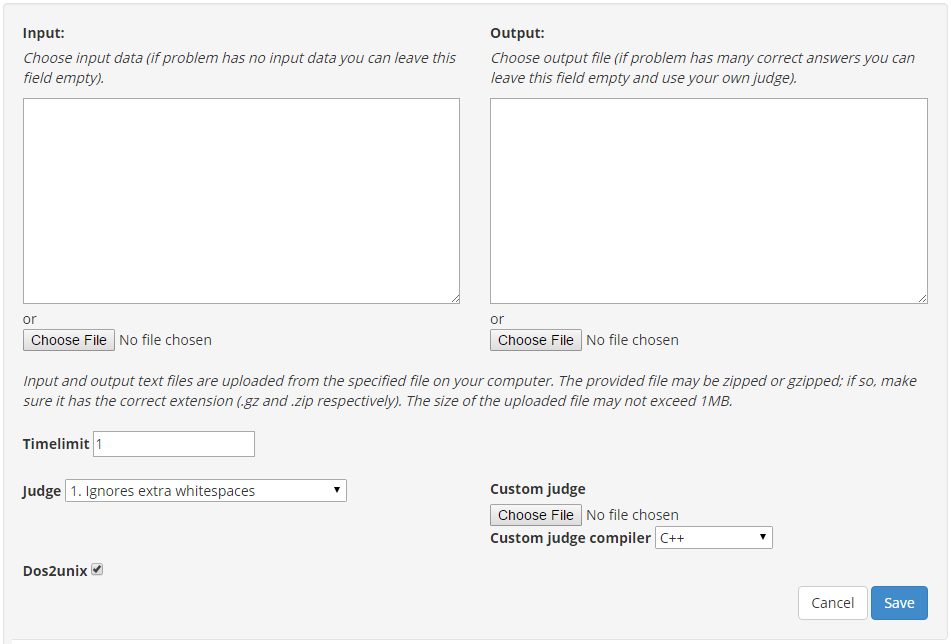 Input:
Choose input data (if problem has no input data you can leave this
field empty).
or
Choose File No file chosen
Output:
Choose output file (if problem has many correct answers you can
leave this field empty and use your own judge).
or
Choose File No file chosen
Input and output text files are uploaded from the specified file on your computer. The provided file may be zipped or gzipped; if so, make
sure it has the correct extension (.gz and .zip respectively). The size of the uploaded file may not exceed 1MB.
Timelimit 1
Judge 1. Ignores extra whitespaces
Custom judge
Choose File No file chosen
Custom judge compiler C++
Dos2unix
Cancel Save